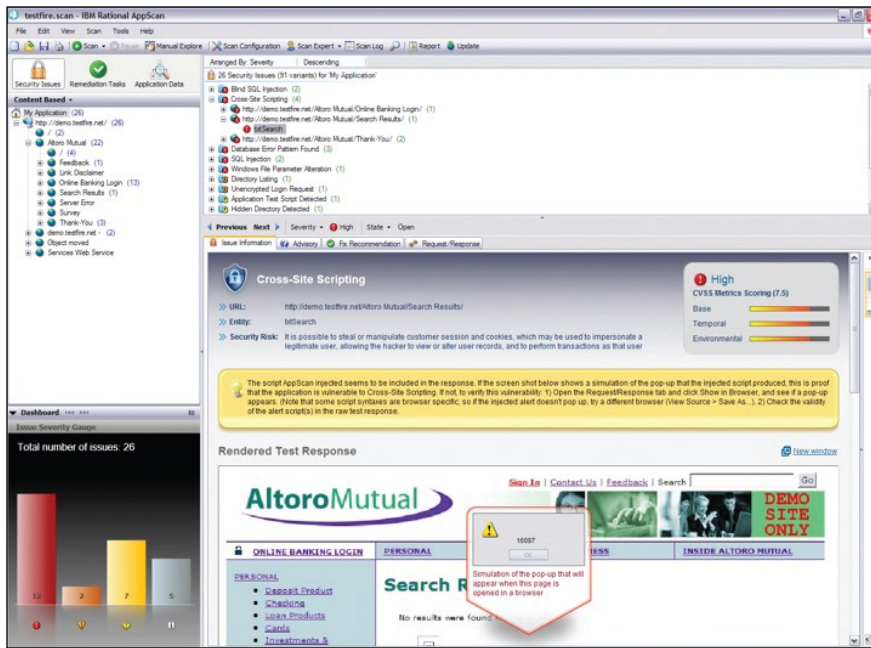 testfire.scan - IBM Rational AppScan
File Edit View Scan Tools Help
Scan Pause Manual Explore Scan Configuration Scan Expert Scan Log Report Update
Security Issues Remediation Tasks Application Data
Content Based
My Application (26)
http://demo.testfire.net/ (26)
/ (2)
Altoro Mutual (22)
/ (4)
Feedback (1)
Link Disclaimer
Online Banking Login (13)
Search Results (1)
Server Error
Survey
Thank-You (3)
demo.testfire.net - (2)
Object moved
Services Web Service
Arranged By: Severity Descending
26 Security Issues (91 variants) for 'My Application'
Blind SQL Injection (2)
Cross-Site Scripting (4)
http://demo.testfire.net/Altoro Mutual/Online Banking Login/ (1)
http://demo.testfire.net/Altoro Mutual/Search Results/ (1)
txtSearch
http://demo.testfire.net/Altoro Mutual/Thank-You/ (2)
Database Error Pattern Found (3)
SQL Injection (2)
Windows File Parameter Alteration (1)
Directory Listing (1)
Unencrypted Login Request (1)
Application Test Script Detected (1)
Hidden Directory Detected (1)
Previous Next Severity High State Open
Issue Information Advisory Fix Recommendation Request/Response
Cross-Site Scripting
URL: http://demo.testfire.net/Altoro Mutual/Search Results/
Entity: txtSearch
Security Risk: It is possible to steal or manipulate customer session and cookies, which may be used to impersonate a
legitimate user, allowing the hacker to view or alter user records, and to perform transactions as that user
High
CVSS Metrics Scoring (7.5)
Base
Temporal
Environmental
The script AppScan injected seems to be included in the response. If the screen shot below shows a simulation of the pop-up that the injected script produced, this is proof
that the application is vulnerable to Cross-Site Scripting. If not, to verify this vulnerability: 1) Open the Request/Response tab and click Show in Browser, and see if a pop-up
appears. (Note that some script syntaxes are browser specific, so if the injected alert doesn't pop up, try a different browser (View Source > Save As...). 2) Check the validity
of the alert script(s) in the raw test response.
Rendered Test Response New window
Sign In | Contact Us | Feedback | Search Go
AltoroMutual
DEMO
SITE
ONLY
ONLINE BANKING LOGIN PERSONAL INSIDE ALTORO MUTUAL
PERSONAL
Deposit Product
Checking
Loan Products
Cards
Investments &
Search R
No results were found
16097
OK
Simulation of the pop-up that will
appear when this page is
opened in a browser
Dashboard
Issue Severity Gauge
Total number of issues: 26
12 2 7 5